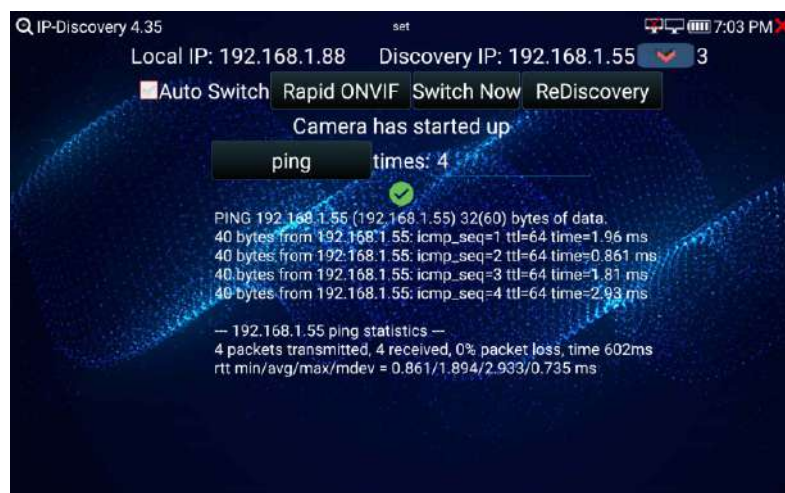 IP-Discovery 4.35 set 7:03 PM
Local IP: 192.168.1.88 Discovery IP: 192.168.1.55 3
Auto Switch Rapid ONVIF Switch Now ReDiscovery
Camera has started up
ping times: 4
PING 192.168.1.55 (192.168.1.55) 32(60) bytes of data.
40 bytes from 192.168.1.55: icmp_seq=1 ttl=64 time=1.96 ms
40 bytes from 192.168.1.55: icmp_seq=2 ttl=64 time=0.861 ms
40 bytes from 192.168.1.55: icmp_seq=3 ttl=64 time=1.81 ms
40 bytes from 192.168.1.55: icmp_seq=4 ttl=64 time=2.93 ms
--- 192.168.1.55 ping statistics ---
4 packets transmitted, 4 received, 0% packet loss, time 602ms
rtt min/avg/max/mdev = 0.861/1.894/2.933/0.735 ms